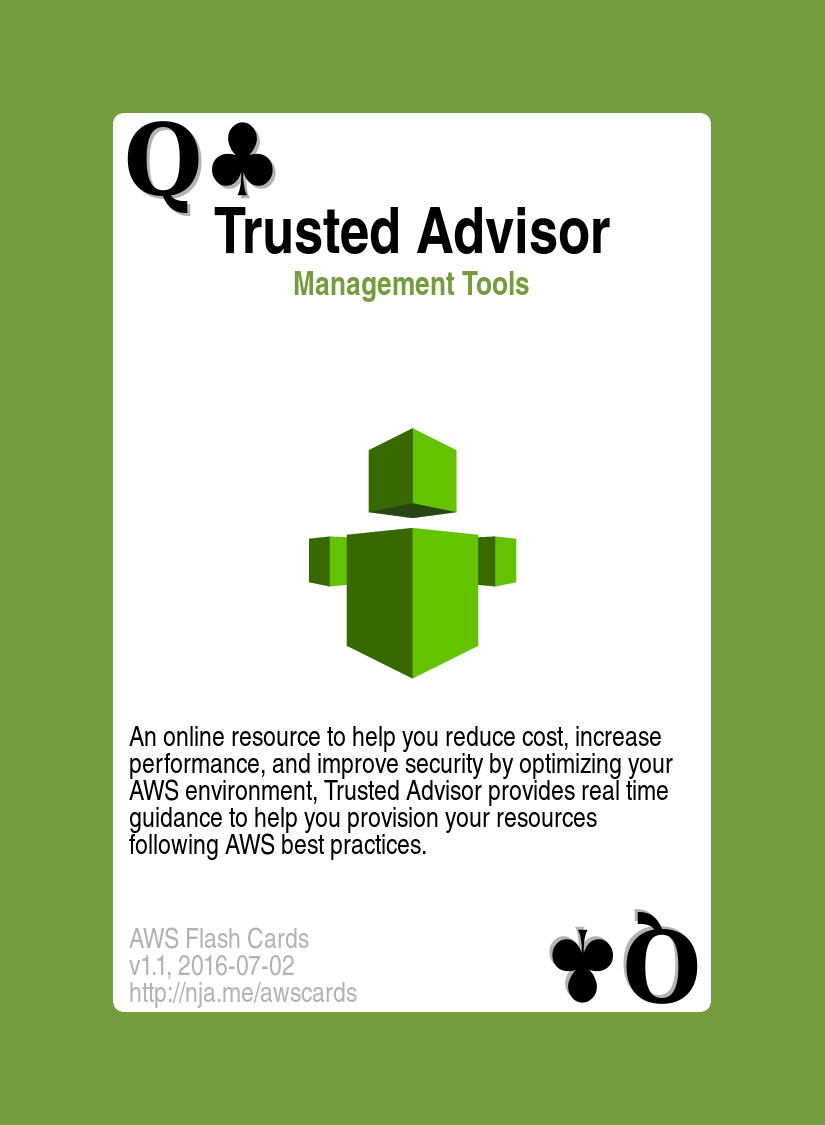 Q♣
Trusted Advisor
Management Tools
An online resource to help you reduce cost, increase
performance, and improve security by optimizing your
AWS environment, Trusted Advisor provides real time
guidance to help you provision your resources
following AWS best practices.
AWS Flash Cards
v1.1, 2016-07-02
http://nja.me/awscards
Q♣